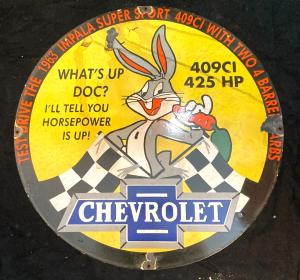 TEST DRIVE THE 1963 IMPALA SUPER SPORT 409CI WITH TWO 4 BARREL CARBS
WHAT'S UP
DOC?
I'LL TELL YOU
HORSEPOWER
IS UP!
409CI
425 HP
CHEVROLET